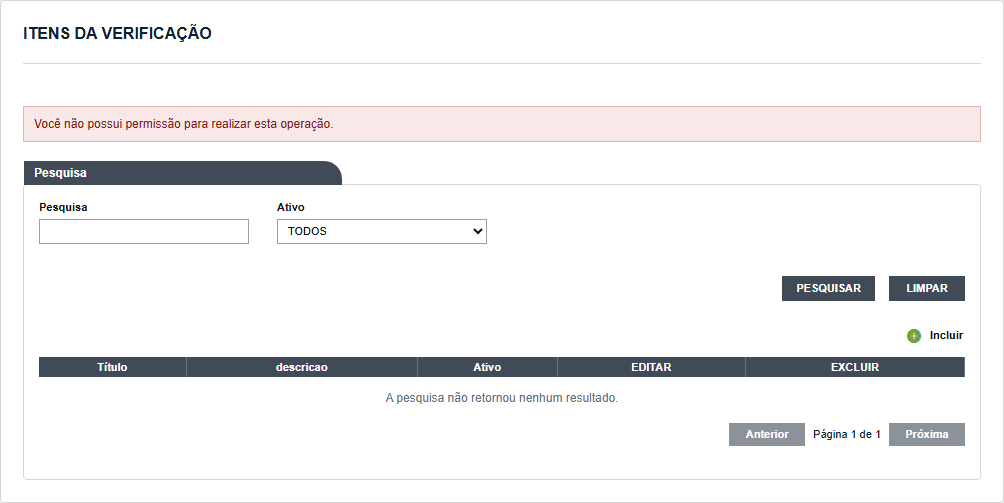 ITENS DA VERIFICAÇÃO
Você não possui permissão para realizar esta operação.
Pesquisa
Pesquisa Ativo
TODOS
PESQUISAR LIMPAR
Incluir
Título descricao Ativo EDITAR EXCLUIR
A pesquisa não retornou nenhum resultado.
Anterior Página 1 de 1 Próxima